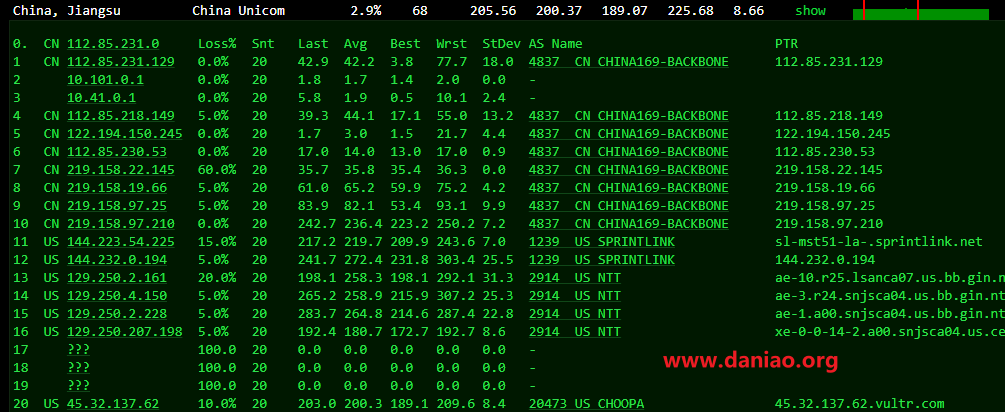 China, Jiangsu China Unicom 2.9% 68 205.56 200.37 189.07 225.68 8.66 show
0. CN 112.85.231.0 Loss% Snt Last Avg Best Wrst StDev AS Name PTR
1 CN 112.85.231.129 0.0% 20 42.9 42.2 3.8 77.7 18.0 4837 CN CHINA169-BACKBONE 112.85.231.129
2 10.101.0.1 0.0% 20 1.8 1.7 1.4 2.0 0.0 -
3 10.41.0.1 0.0% 20 5.8 1.9 0.5 10.1 2.4 -
4 CN 112.85.218.149 5.0% 20 39.3 44.1 17.1 55.0 13.2 4837 CN CHINA169-BACKBONE 112.85.218.149
5 CN 122.194.150.245 0.0% 20 1.7 3.0 1.5 21.7 4.4 4837 CN CHINA169-BACKBONE 122.194.150.245
6 CN 112.85.230.53 0.0% 20 17.0 14.0 13.0 17.0 0.9 4837 CN CHINA169-BACKBONE 112.85.230.53
7 CN 219.158.22.145 60.0% 20 35.7 35.8 35.4 36.3 0.0 4837 CN CHINA169-BACKBONE 219.158.22.145
8 CN 219.158.19.66 5.0% 20 61.0 65.2 59.9 75.2 4.2 4837 CN CHINA169-BACKBONE 219.158.19.66
9 CN 219.158.97.25 5.0% 20 83.9 82.1 53.4 93.1 9.9 4837 CN CHINA169-BACKBONE 219.158.97.25
10 CN 219.158.97.210 0.0% 20 242.7 236.4 223.2 250.2 7.2 4837 CN CHINA169-BACKBONE 219.158.97.210
11 US 144.223.54.225 15.0% 20 217.2 219.7 209.9 243.6 7.0 1239 US SPRINTLINK sl-mst51-la-.sprintlink.net
12 US 144.232.0.194 5.0% 20 241.7 272.4 231.8 303.4 25.5 1239 US SPRINTLINK 144.232.0.194
13 US 129.250.2.161 20.0% 20 198.1 258.3 198.1 292.1 31.3 2914 US NTT ae-10.r25.lsanca07.us.bb.gin.n
14 US 129.250.4.150 5.0% 20 265.2 258.9 215.9 307.2 25.3 2914 US NTT ae-3.r24.snjsca04.us.bb.gin.nt
15 US 129.250.2.228 5.0% 20 283.7 264.8 214.6 287.4 22.8 2914 US NTT ae-1.a00.snjsca04.us.bb.gin.nt
16 US 129.250.207.198 5.0% 20 192.4 180.7 172.7 192.7 8.6 2914 US NTT xe-0-0-14-2.a00.snjsca04.us.ce
17 ??? 100.0 20 0.0 0.0 0.0 0.0 0.0 -
18 ??? 100.0 20 0.0 0.0 0.0 0.0 0.0 -
19 ??? 100.0 20 0.0 0.0 0.0 0.0 0.0 -
www.daniao.org
20 US 45.32.137.62 10.0% 20 203.0 200.3 189.1 209.6 8.4 20473 US CHOOPA 45.32.137.62.vultr.com